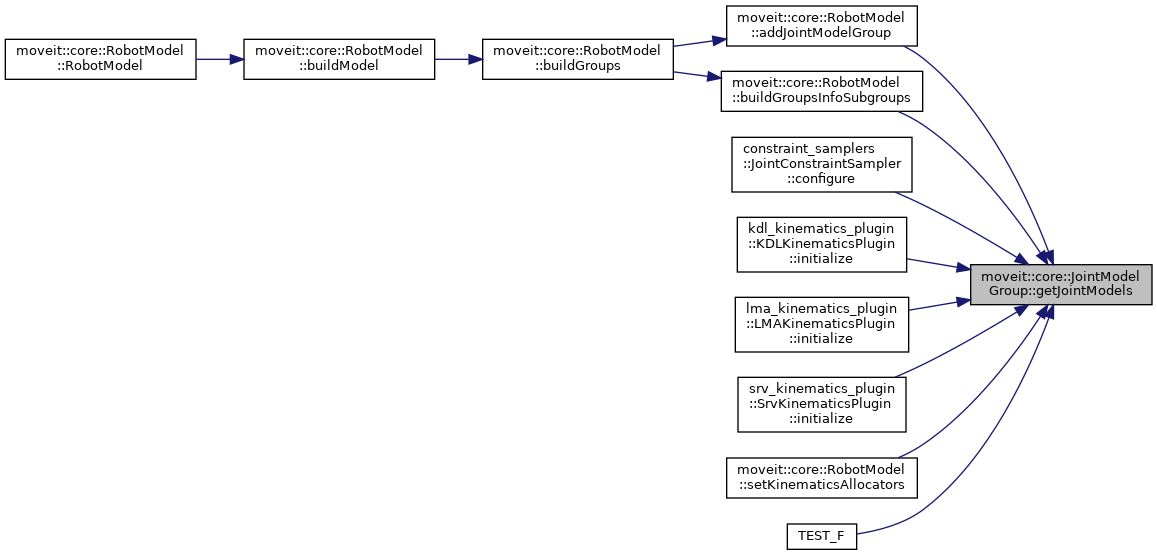 moveit::core::RobotModel
::RobotModel
moveit::core::RobotModel
::buildModel
moveit::core::RobotModel
::buildGroups
moveit::core::RobotModel
::addJointModelGroup
moveit::core::RobotModel
::buildGroupsInfoSubgroups
constraint_samplers
::JointConstraintSampler
::configure
kdl_kinematics_plugin
::KDLKinematicsPlugin
::initialize
lma_kinematics_plugin
::LMAKinematicsPlugin
::initialize
srv_kinematics_plugin
::SrvKinematicsPlugin
::initialize
moveit::core::RobotModel
::setKinematicsAllocators
TEST_F
moveit::core::JointModel
Group::getJointModels